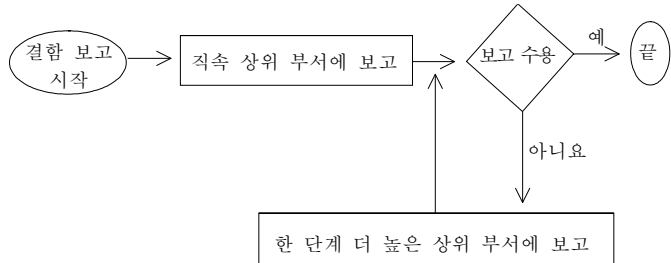 결함 보고
시작
직속 상위 부서에 보고
보고 수용
예
끝
아니요
한 단계 더 높은 상위 부서에 보고